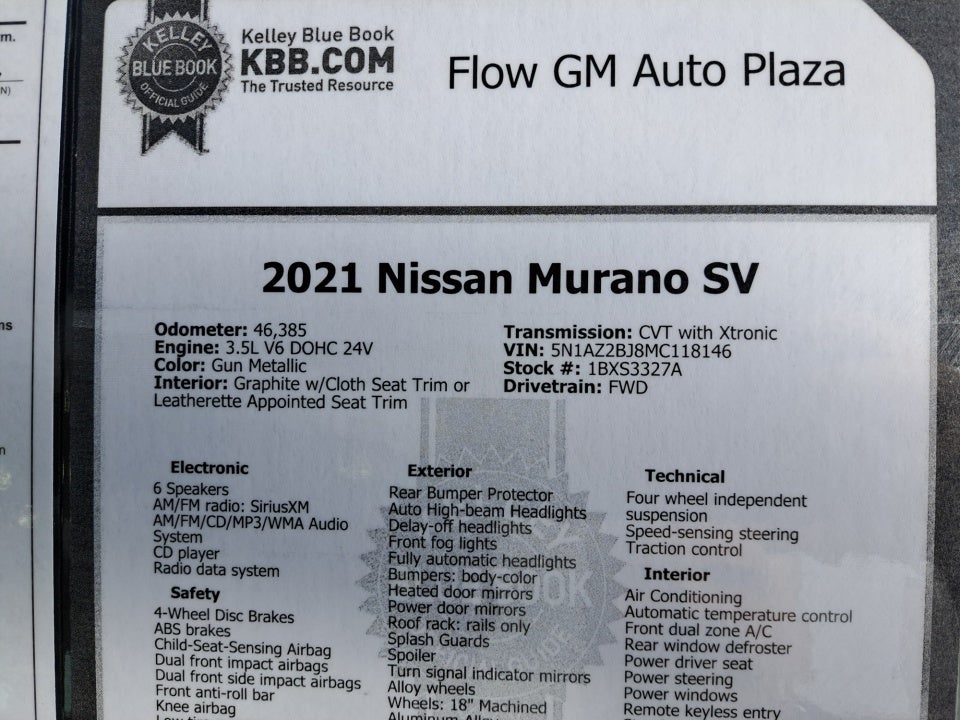 m.
N)
ms
n
KELLEY
BLUE BOOK
OFFICIAL GUIDE
Kelley Blue Book
KBB.COM
The Trusted Resource
Flow GM Auto Plaza
2021 Nissan Murano SV
Odometer: 46,385
Engine: 3.5L V6 DOHC 24V
Color: Gun Metallic
Interior: Graphite w/Cloth Seat Trim or
Leatherette Appointed Seat Trim
Transmission: CVT with Xtronic
VIN: 5N1AZ2BJ8MC118146
Stock #: 1BXS3327A
Drivetrain: FWD
Electronic
6 Speakers
AM/FM radio: SiriusXM
AM/FM/CD/MP3/WMA Audio
System
CD player
Radio data system
Safety
4-Wheel Disc Brakes
ABS brakes
Child-Seat-Sensing Airbag
Dual front impact airbags
Dual front side impact airbags
Front anti-roll bar
Knee airbag
Exterior
Rear Bumper Protector
Auto High-beam Headlights
Delay-off headlights
Front fog lights
Fully automatic headlights
Bumpers: body-color
Heated door mirrors
Power door mirrors
Roof rack: rails only
Splash Guards
Spoiler
Turn signal indicator mirrors
Alloy wheels
Wheels: 18" Machined
Technical
Four wheel independent
suspension
Speed-sensing steering
Traction control
Interior
Air Conditioning
Automatic temperature control
Front dual zone A/C
Rear window defroster
Power driver seat
Power steering
Power windows
Remote keyless entry